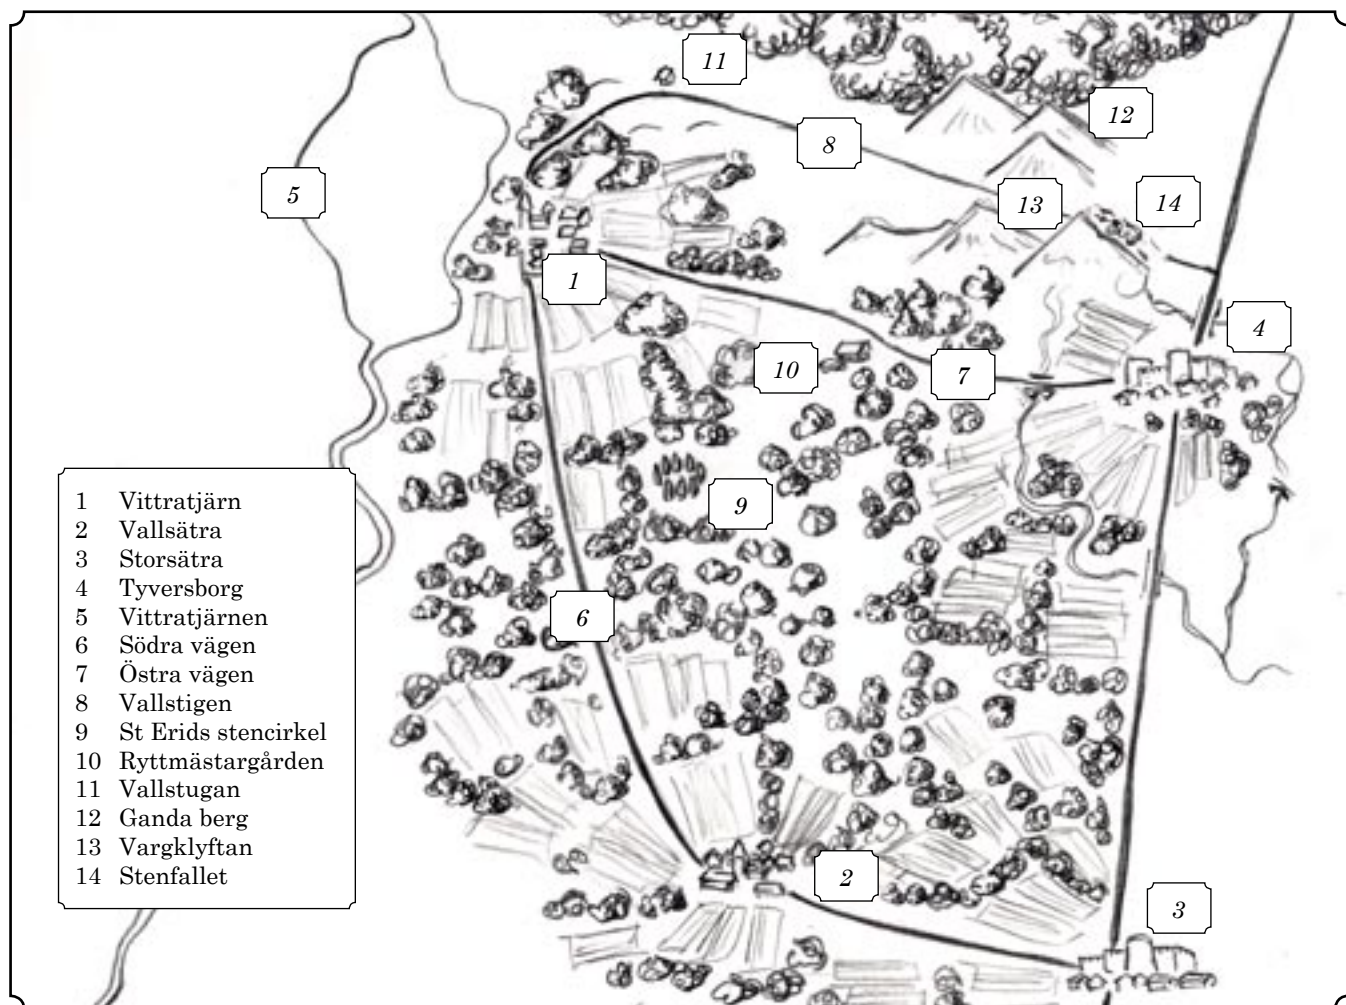 11
12
8
5
13
14
1
4
10
7
9
6
2
3
1 Vittratjärn
2 Vallsätra
3 Storsätra
4 Tyversborg
5 Vittratjärnen
6 Södra vägen
7 Östra vägen
8 Vallstigen
9 St Erids stencirkel
10 Ryttmästargården
11 Vallstugan
12 Ganda berg
13 Vargklyftan
14 Stenfallet